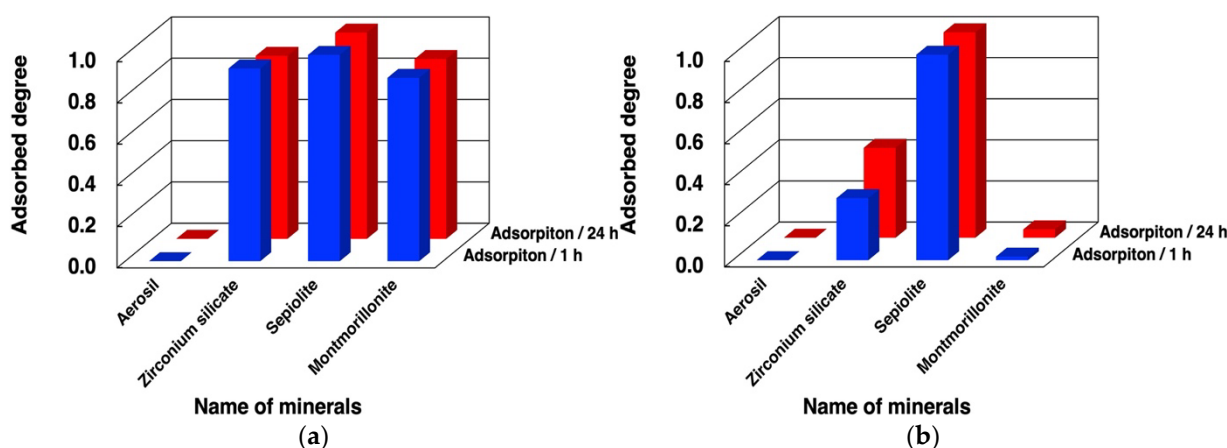 Adsorbed degree
1.0
0.8
0.6
0.4
0.2
0.0
Adsorpiton / 24 h
Adsorpiton / 1 h
Aerosil
Zirconium silicate
Sepiolite
Montmorillonite
Name of minerals
(a)
Adsorbed degree
1.0
0.8
0.6
0.4
0.2
0.0
Adsorpiton / 24 h
Adsorpiton / 1 h
Aerosil
Zirconium silicate
Sepiolite
Montmorillonite
Name of minerals
(b)